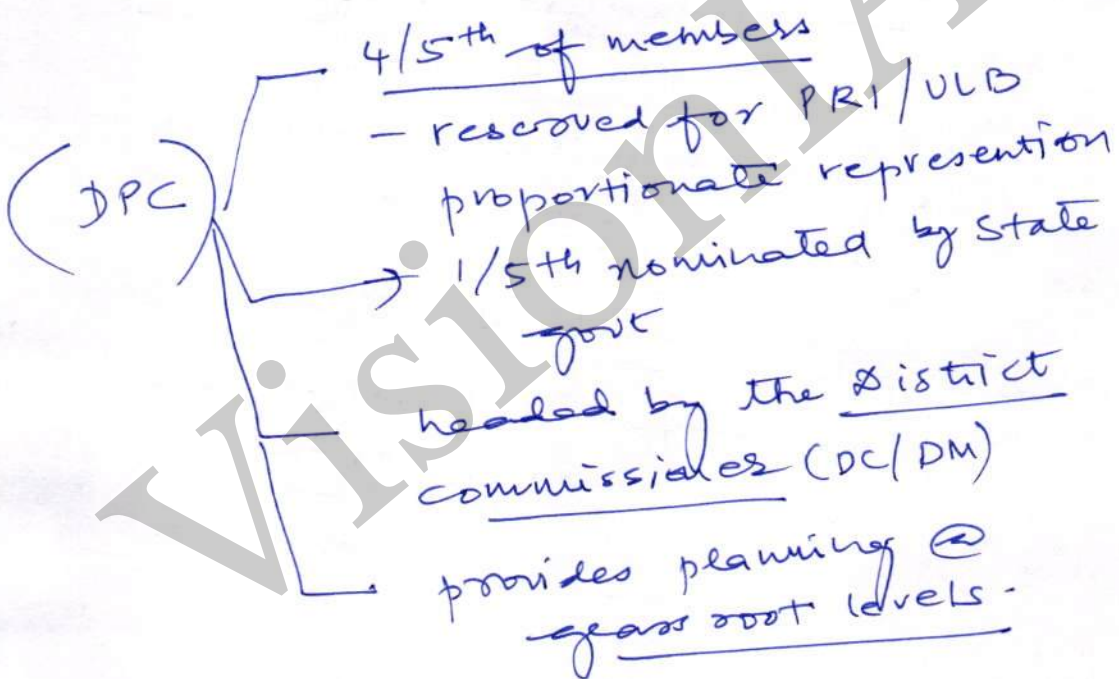 4/5th of members
- reserved for PRI/ULB
proportionate represention
(DPC)
1/5th nominated by State
govt
headed by the District
commissioner (DC/DM)
provides planning @
grass root levels.
VisionIA